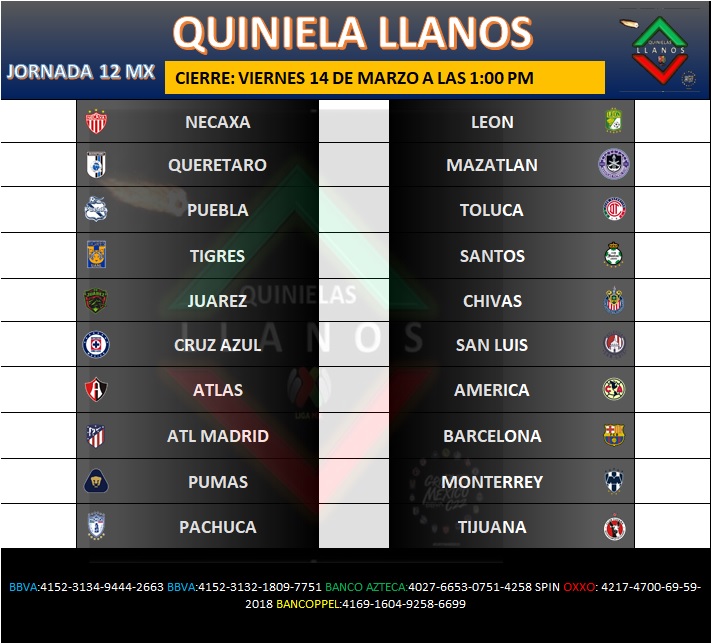 QUINIELA LLANOS
JORNADA 12 MX
CIERRE: VIERNES 14 DE MARZO A LAS 1:00 PM
QUINIELAS
LLANOS
NECAXA LEON
QUERETARO MAZATLAN
PUEBLA TOLUCA
TIGRES SANTOS
JUAREZ CHIVAS
CRUZ AZUL SAN LUIS
ATLAS AMERICA
ATL MADRID BARCELONA
PUMAS MONTERREY
PACHUCA TIJUANA
QUINIELAS
LLANOS
LIGA MX
BBVA:4152-3134-9444-2663 BBVA:4152-3132-1809-7751 BANCO AZTECA:4027-6653-0751-4258 SPIN OXXO: 4217-4700-69-59-
2018 BANCOPPEL:4169-1604-9258-6699